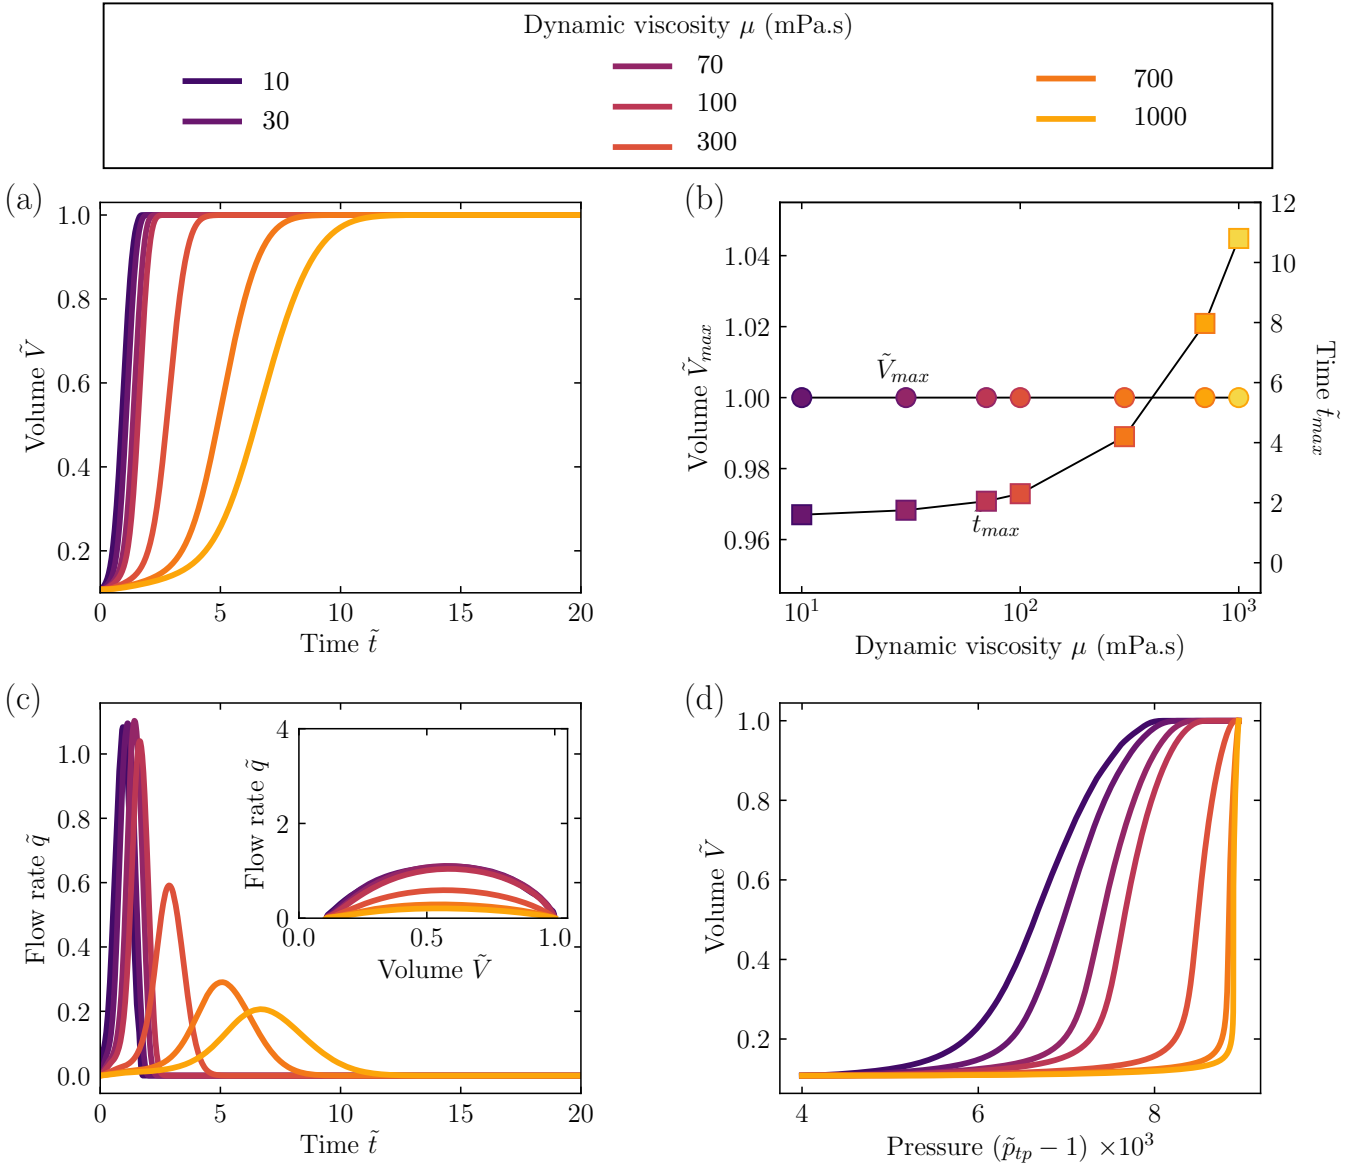 Dynamic viscosity μ (mPa.s)
10
30
70
100
300
700
1000
(a)
1.0
0.8
0.6
0.4
0.2
0 5 10 15 20
Volume Ṽ
Time t̃
(b)
1.04
1.02
1.00
0.98
0.96
12
10
8
6
4
2
0
10¹ 10² 10³
Volume Ṽmax
Time t̃max
Ṽmax
t̃max
Dynamic viscosity μ (mPa.s)
(c)
1.0
0.8
0.6
0.4
0.2
0.0
0 5 10 15 20
Flow rate q̃
Time t̃
4
2
0
0.0 0.5 1.0
Flow rate q̃
Volume Ṽ
(d)
1.0
0.8
0.6
0.4
0.2
4 6 8
Volume Ṽ
Pressure (p̃tp − 1) ×10³